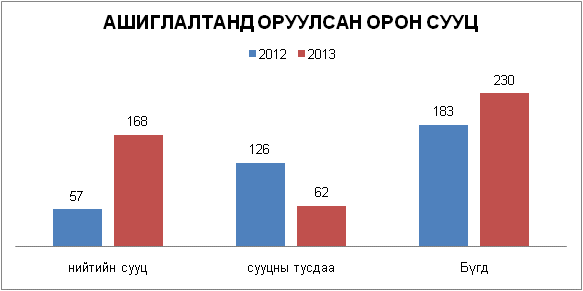 АШИГЛАЛТАНД ОРУУЛСАН ОРОН СУУЦ
2012 2013
57 168 126 62 183 230
нийтийн сууц сууцны тусдаа Бүгд